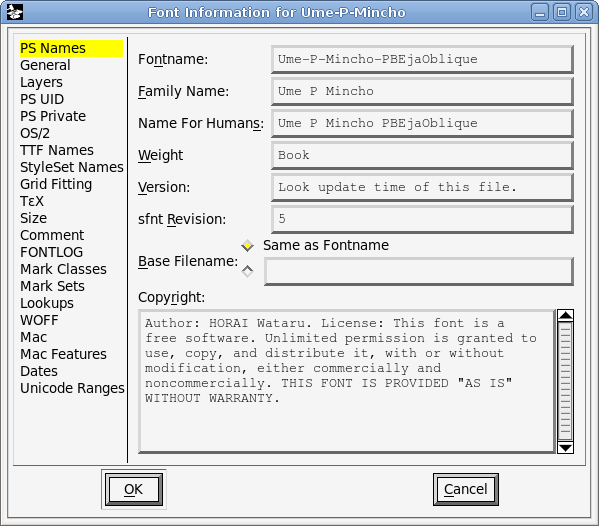 Font Information for Ume-P-Mincho
PS Names
General
Layers
PS UID
PS Private
OS/2
TTF Names
StyleSet Names
Grid Fitting
ΤεΧ
Size
Comment
FONTLOG
Mark Classes
Mark Sets
Lookups
WOFF
Mac
Mac Features
Dates
Unicode Ranges
Fontname: Ume-P-Mincho-PBEjaOblique
Family Name: Ume P Mincho
Name For Humans: Ume P Mincho PBEjaOblique
Weight Book
Version: Look update time of this file.
sfnt Revision: 5
Same as Fontname
Base Filename:
Copyright:
Author: HORAI Wataru. License: This font is a
free software. Unlimited permission is granted to
use, copy, and distribute it, with or without
modification, either commercially and
noncommercially. THIS FONT IS PROVIDED "AS IS"
WITHOUT WARRANTY.
OK Cancel